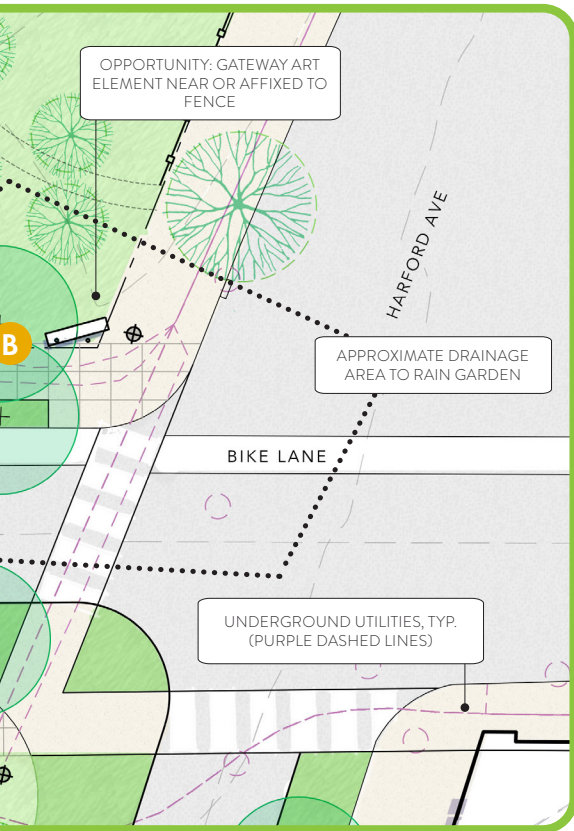 OPPORTUNITY: GATEWAY ART
ELEMENT NEAR OR AFFIXED TO
FENCE
HARFORD AVE
B
APPROXIMATE DRAINAGE
AREA TO RAIN GARDEN
BIKE LANE
UNDERGROUND UTILITIES, TYP.
(PURPLE DASHED LINES)